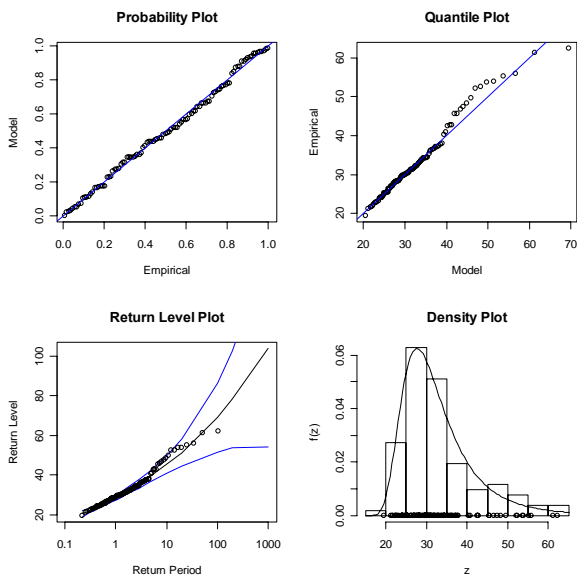 Probability Plot
Model
0.0 0.2 0.4 0.6 0.8 1.0
0.0 0.2 0.4 0.6 0.8 1.0
Empirical
Quantile Plot
Empirical
20 30 40 50 60
20 30 40 50 60 70
Model
Return Level Plot
Return Level
20 40 60 80 100
0.1 1 10 100 1000
Return Period
Density Plot
f(z)
0.00 0.02 0.04 0.06
20 30 40 50 60
z